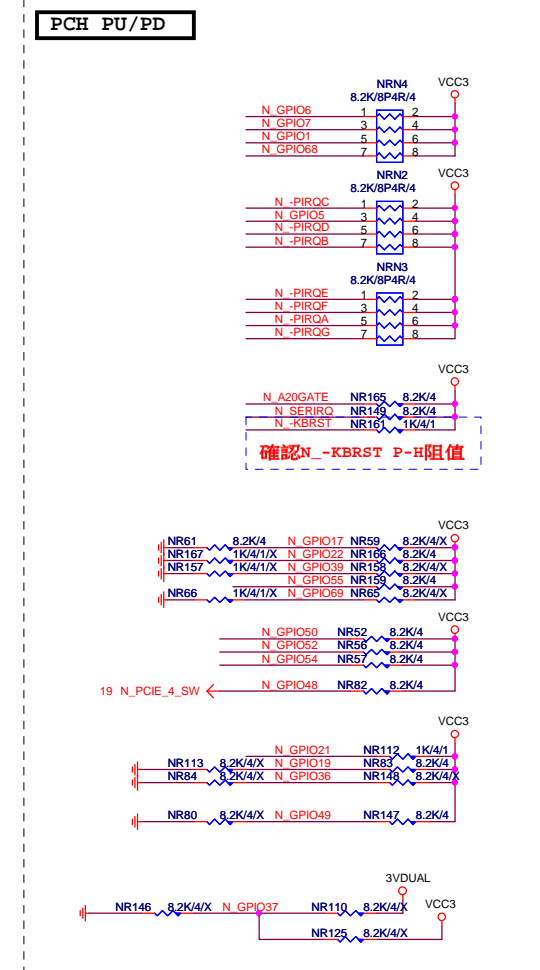 PCH PU/PD
NRN4 VCC3
8.2K/8P4R/4
N_GPIO6 1 2
N_GPIO7 3 4
N_GPIO1 5 6
N_GPIO68 7 8
NRN2 VCC3
8.2K/8P4R/4
N_-PIRQC 1 2
N_GPIO5 3 4
N_-PIRQD 5 6
N_-PIRQB 7 8
NRN3
8.2K/8P4R/4
N_-PIRQE 1 2
N_-PIRQF 3 4
N_-PIRQA 5 6
N_-PIRQG 7 8
VCC3
N_A20GATE NR165 8.2K/4
N_SERIRQ NR149 8.2K/4
N_-KBRST NR161 1K/4/1
確認N_-KBRST P-H阻值
VCC3
NR61 8.2K/4 N_GPIO17 NR59 8.2K/4/X
NR167 1K/4/1/X N_GPIO22 NR166 8.2K/4
NR157 1K/4/1/X N_GPIO39 NR158 8.2K/4
N_GPIO55 NR159 8.2K/4
NR66 1K/4/1/X N_GPIO69 NR65 8.2K/4/X
VCC3
N_GPIO50 NR52 8.2K/4
N_GPIO52 NR56 8.2K/4
N_GPIO54 NR57 8.2K/4
19 N_PCIE_4_SW N_GPIO48 NR82 8.2K/4
VCC3
N_GPIO21 NR112 1K/4/1
NR113 8.2K/4/X N_GPIO19 NR83 8.2K/4
NR84 8.2K/4/X N_GPIO36 NR148 8.2K/4/X
NR80 8.2K/4/X N_GPIO49 NR147 8.2K/4
3VDUAL
VCC3
NR146 8.2K/4/X N_GPIO37 NR110 8.2K/4/X
NR125 8.2K/4/X